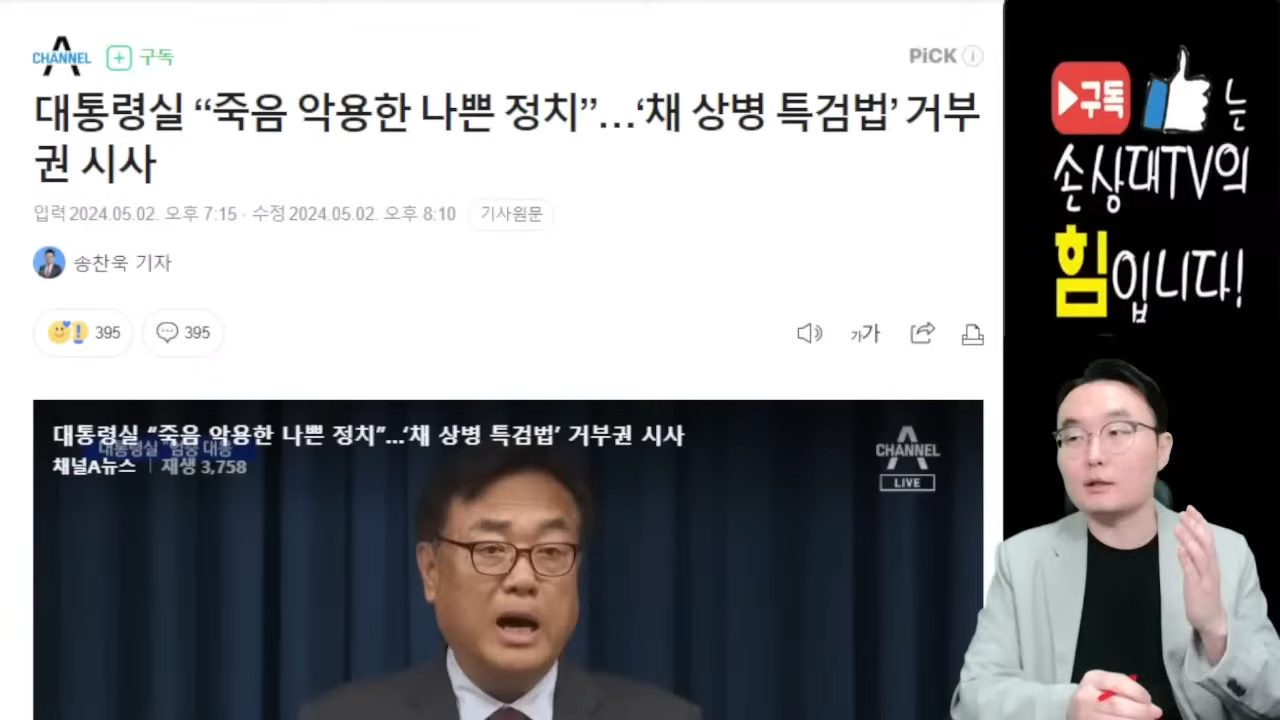 CHANNEL A
구독
PiCK
대통령실 “죽음 악용한 나쁜 정치”…‘채 상병 특검법’ 거부
권 시사
입력 2024.05.02. 오후 7:15 · 수정 2024.05.02. 오후 8:10
기사원문
송찬욱 기자
395
395
가가
대통령실 “죽음 악용한 나쁜 정치”…‘채 상병 특검법’ 거부권 시사
채널A뉴스 | 재생 3,758
CHANNEL A
LIVE
구독 는
손상대TV의
힘입니다!